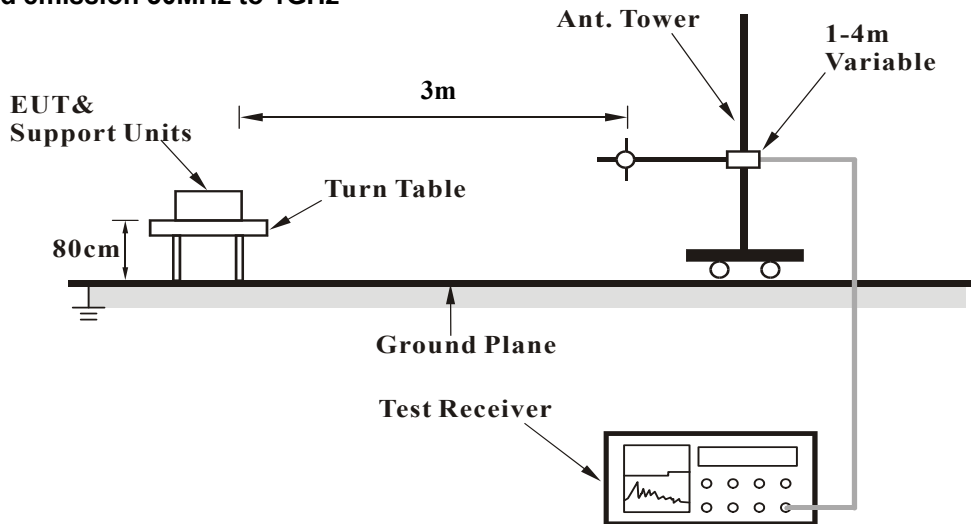 d emission 30MHz to 1GHz
Ant. Tower
1-4m
Variable
3m
EUT&
Support Units
Turn Table
80cm
Ground Plane
Test Receiver